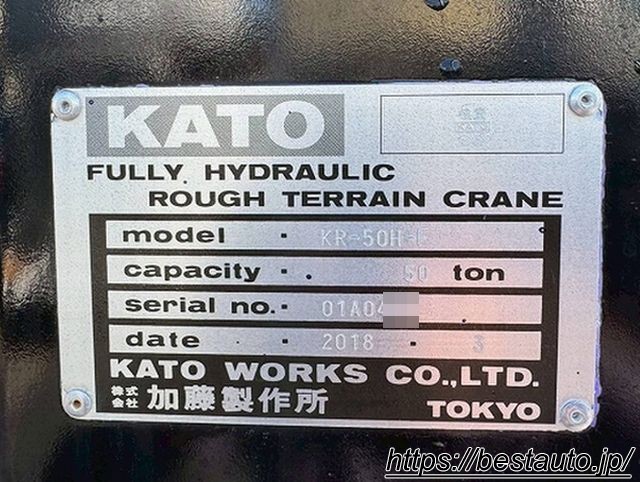 KATO
FULLY HYDRAULIC
ROUGH TERRAIN CRANE
model · KR-50H-
capacity · 50 ton
serial no. · 01A04
date · 2018 · 3
KATO WORKS CO.,LTD.
株式会社 加藤製作所 TOKYO
https://bestauto.jp/